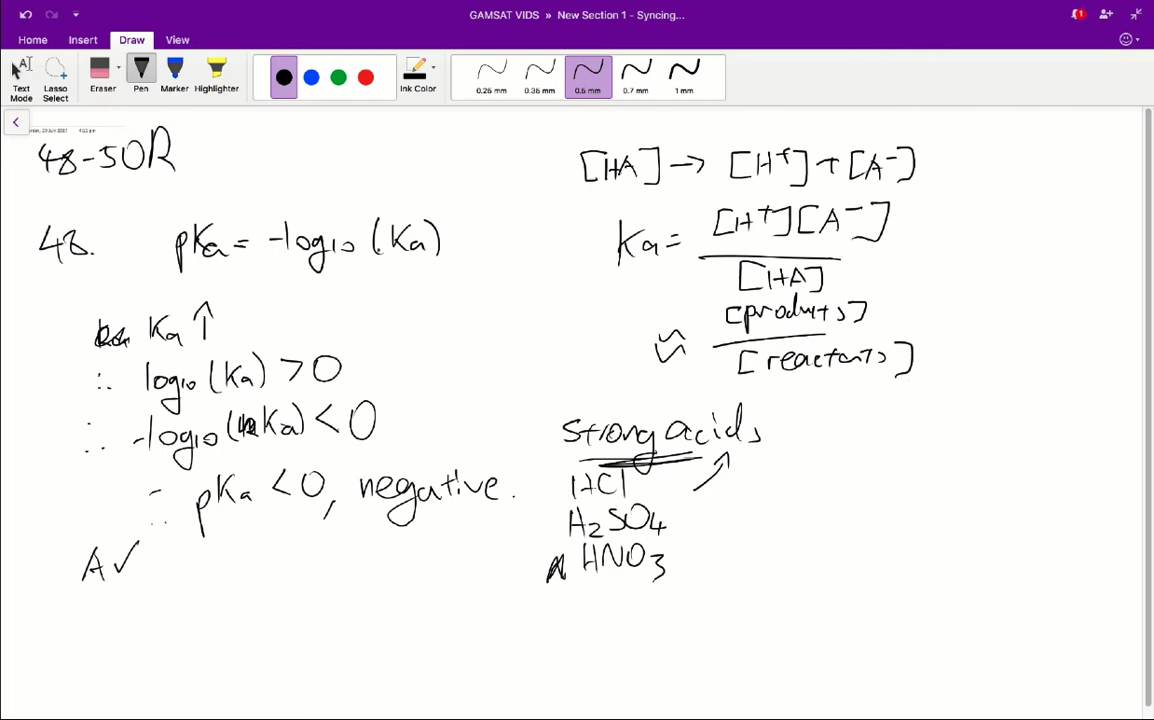 GAMSAT VIDS » New Section 1 - Syncing...
1
Home Insert Draw View
Text Mode
Lasso Select
Eraser
Pen
Marker
Highlighter
Ink Color
0.25 mm 0.35 mm 0.5 mm 0.7 mm 1 mm
48-50R
48. pKa = -log10 (Ka)
Ka ↑
∴ log10 (Ka) > 0
∴ -log10 (Ka) < 0
∴ pKa < 0, negative.
A ✓
[HA] → [H+] + [A-]
Ka = [H+][A-]
[HA]
≈ [products]
[reactants]
Strong acids
HCl
H2SO4
HNO3